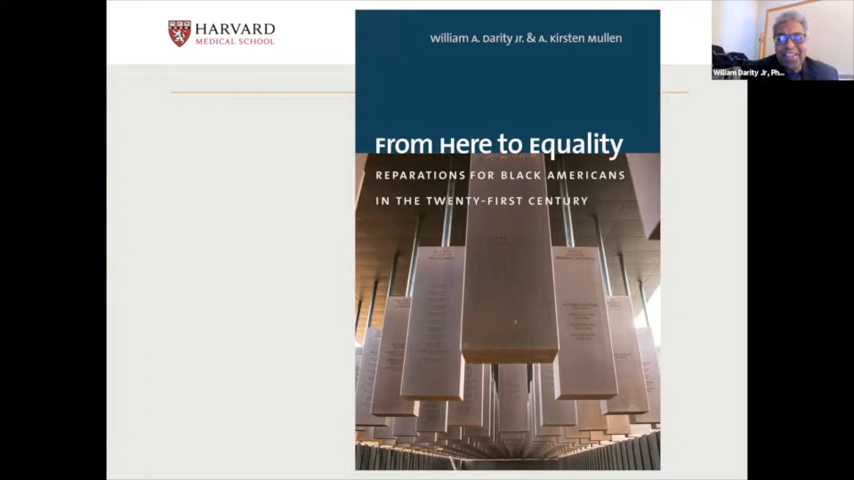 HARVARD
MEDICAL SCHOOL
William A. Darity Jr. & A. Kirsten Mullen
From Here to Equality
REPARATIONS FOR BLACK AMERICANS
IN THE TWENTY-FIRST CENTURY
William Darity Jr, Ph...